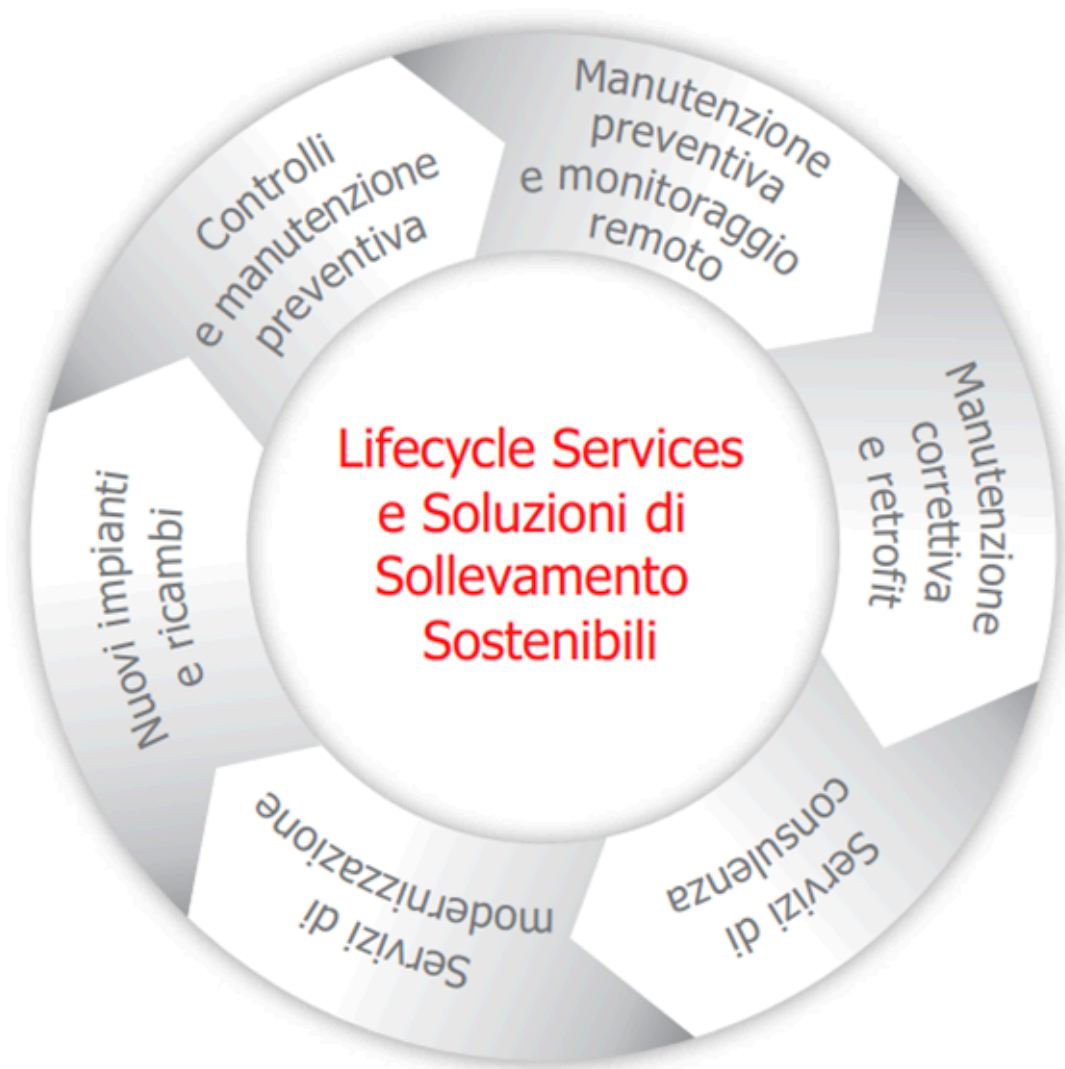 Manutenzione
preventiva
e monitoraggio
remoto
Manutenzione
correttiva
e retrofit
Servizi di
consulenza
Servizi di
modernizzazione
Nuovi impianti
e ricambi
Controlli
e manutenzione
preventiva
Lifecycle Services
e Soluzioni di
Sollevamento
Sostenibili